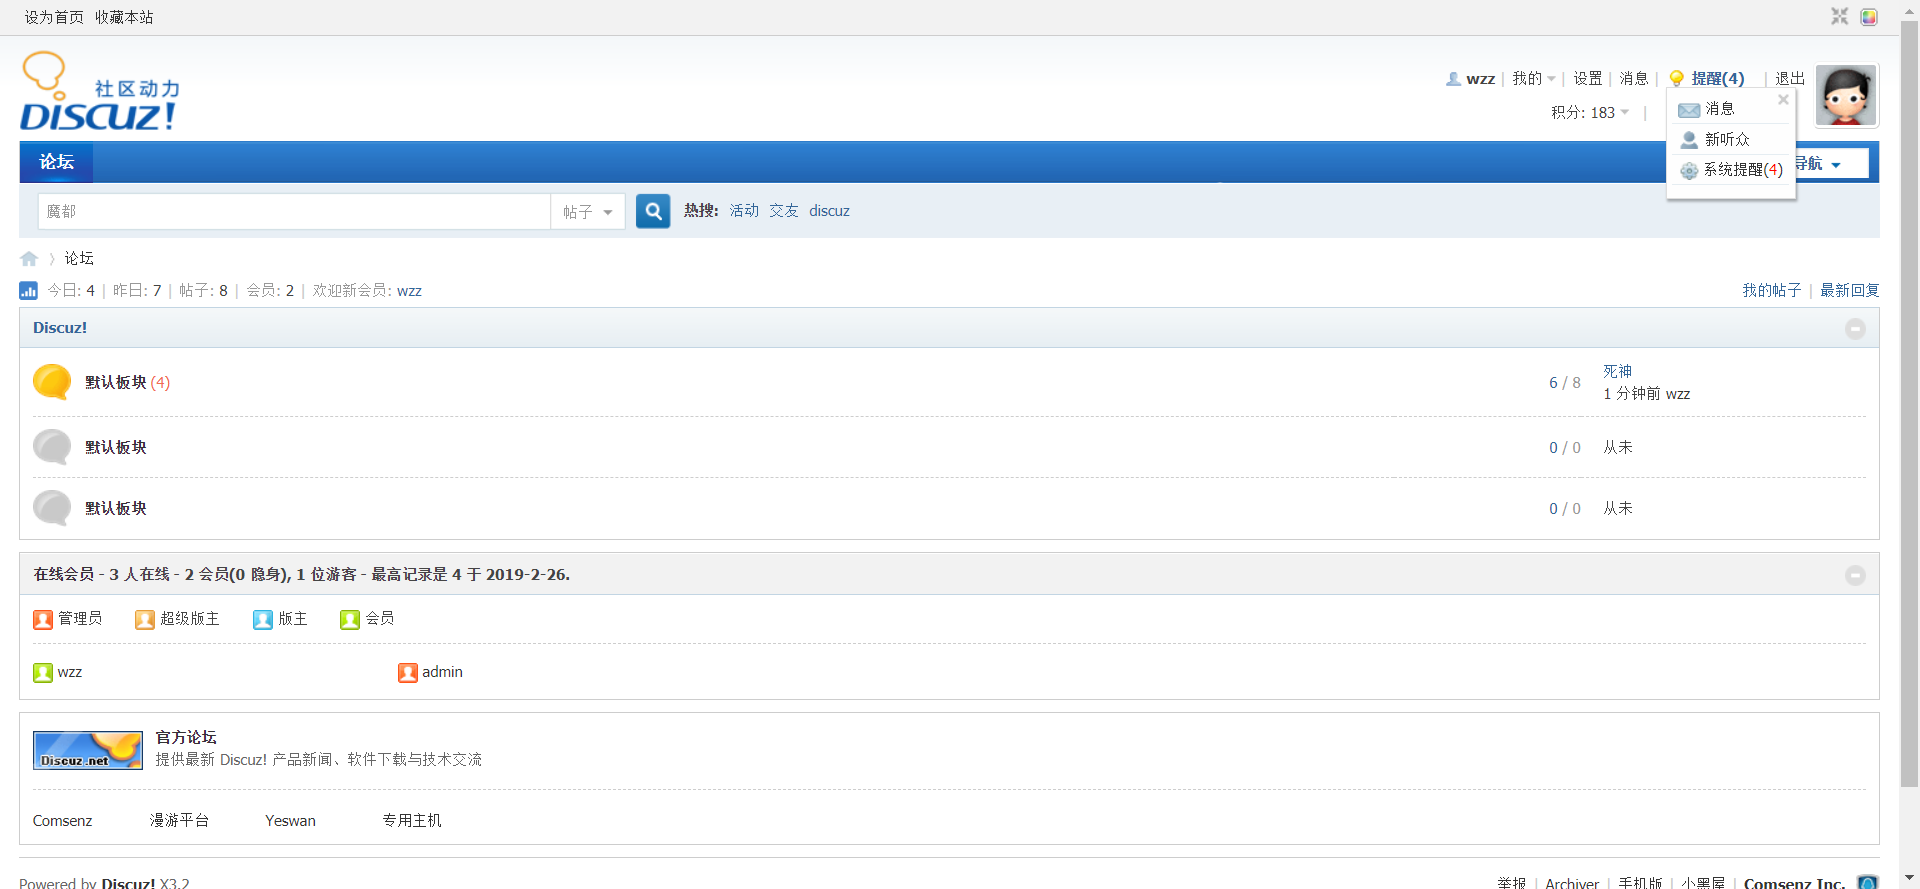 设为首页 收藏本站
社区动力
DISCUZ!
wzz | 我的 | 设置 | 消息 | 提醒(4) | 退出
积分: 183 |
消息
新听众
系统提醒(4)
论坛
导航
魔都 帖子 热搜: 活动 交友 discuz
论坛
今日: 4 | 昨日: 7 | 帖子: 8 | 会员: 2 | 欢迎新会员: wzz 我的帖子 | 最新回复
Discuz!
默认板块 (4) 6 / 8 死神
1 分钟前 wzz
默认板块 0 / 0 从未
默认板块 0 / 0 从未
在线会员 - 3 人在线 - 2 会员(0 隐身), 1 位游客 - 最高记录是 4 于 2019-2-26.
管理员 超级版主 版主 会员
wzz admin
Discuz.net
官方论坛
提供最新 Discuz! 产品新闻、软件下载与技术交流
Comsenz 漫游平台 Yeswan 专用主机
Powered by Discuz! X3.2 举报 | Archiver | 手机版 | 小黑屋 | Comsenz Inc.